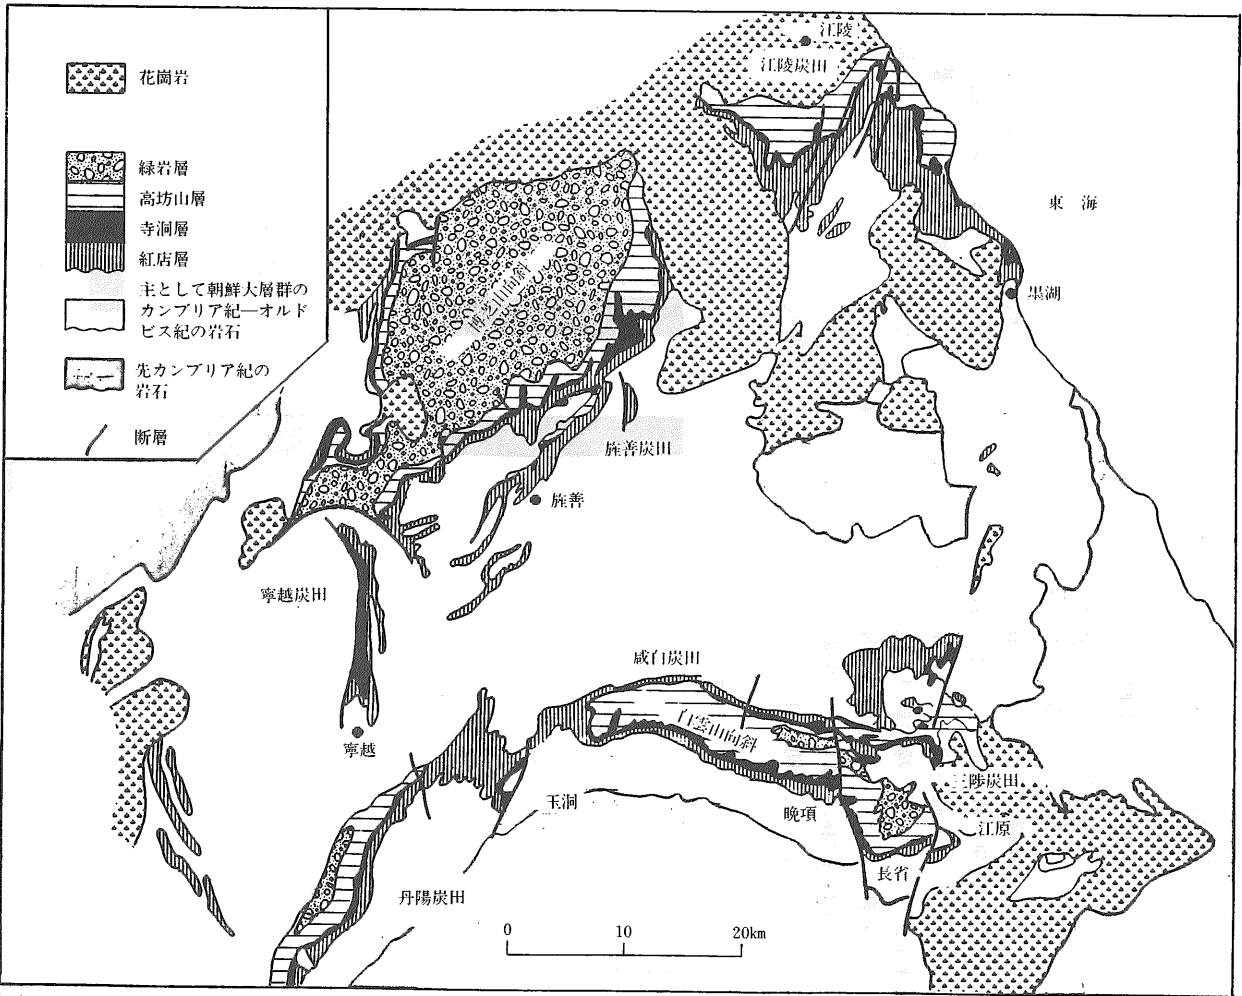 花崗岩
緑岩層
高坊山層
寺洞層
紅店層
主として朝鮮大層群の
カンブリア紀―オルド
ビス紀の岩石
先カンブリア紀の
岩石
断層
江陵
江陵炭田
東海
墨湖
博芝山向斜
旌善炭田
旌善
寧越炭田
寧越
咸白炭田
白雲山向斜
三陟炭田
玉洞
晩項
江原
長省
丹陽炭田
0 10 20km